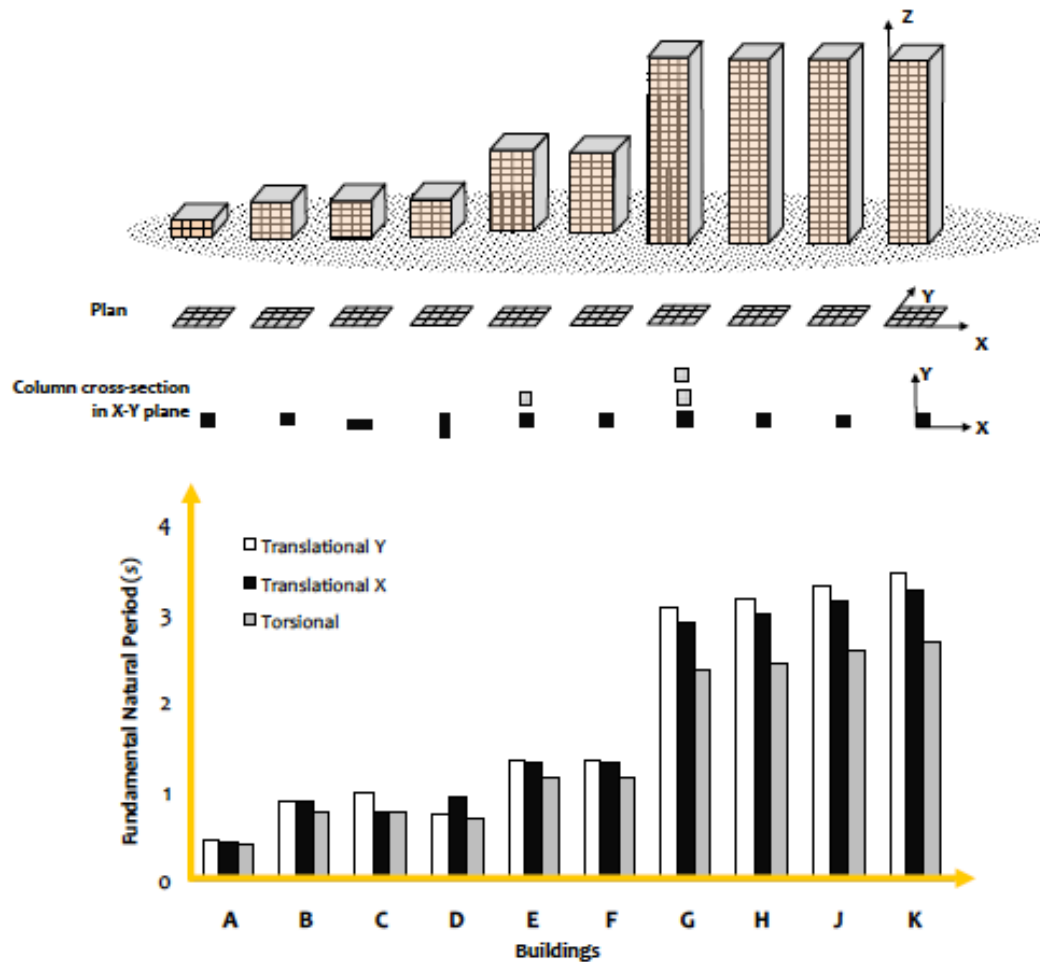 Z
Plan
Y
X
Column cross-section
in X-Y plane
Y
X
Fundamental Natural Period (s)
4
3
2
1
0
Translational Y
Translational X
Torsional
A B C D E F G H J K
Buildings